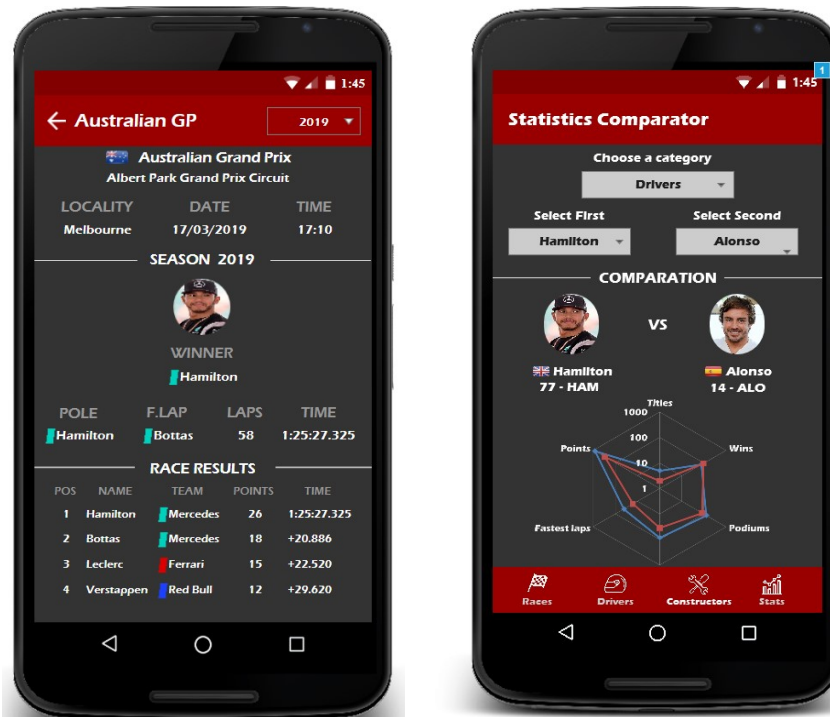 1:45
Australian GP 2019
Australian Grand Prix
Albert Park Grand Prix Circuit
LOCALITY DATE TIME
Melbourne 17/03/2019 17:10
SEASON 2019
WINNER
Hamilton
POLE F.LAP LAPS TIME
Hamilton Bottas 58 1:25:27.325
RACE RESULTS
POS NAME TEAM POINTS TIME
1 Hamilton Mercedes 26 1:25:27.325
2 Bottas Mercedes 18 +20.886
3 Leclerc Ferrari 15 +22.520
4 Verstappen Red Bull 12 +29.620
1
1:45
Statistics Comparator
Choose a category
Drivers
Select First Select Second
Hamilton Alonso
COMPARATION
VS
Hamilton Alonso
77 - HAM 14 - ALO
Titles
1000
100
Points Wins
10
1
Fastest laps Podiums
Races Drivers Constructors Stats